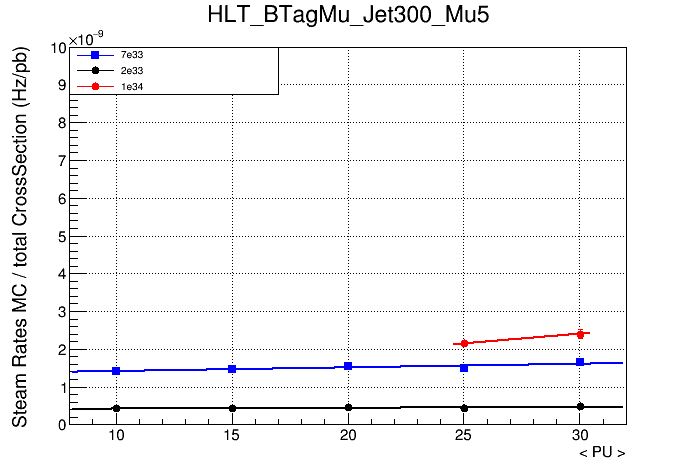 HLT_BTagMu_Jet300_Mu5
×10⁻⁹
Steam Rates MC / total CrossSection (Hz/pb)
10
9
8
7
6
5
4
3
2
1
0
7e33
2e33
1e34
10 15 20 25 30
< PU >